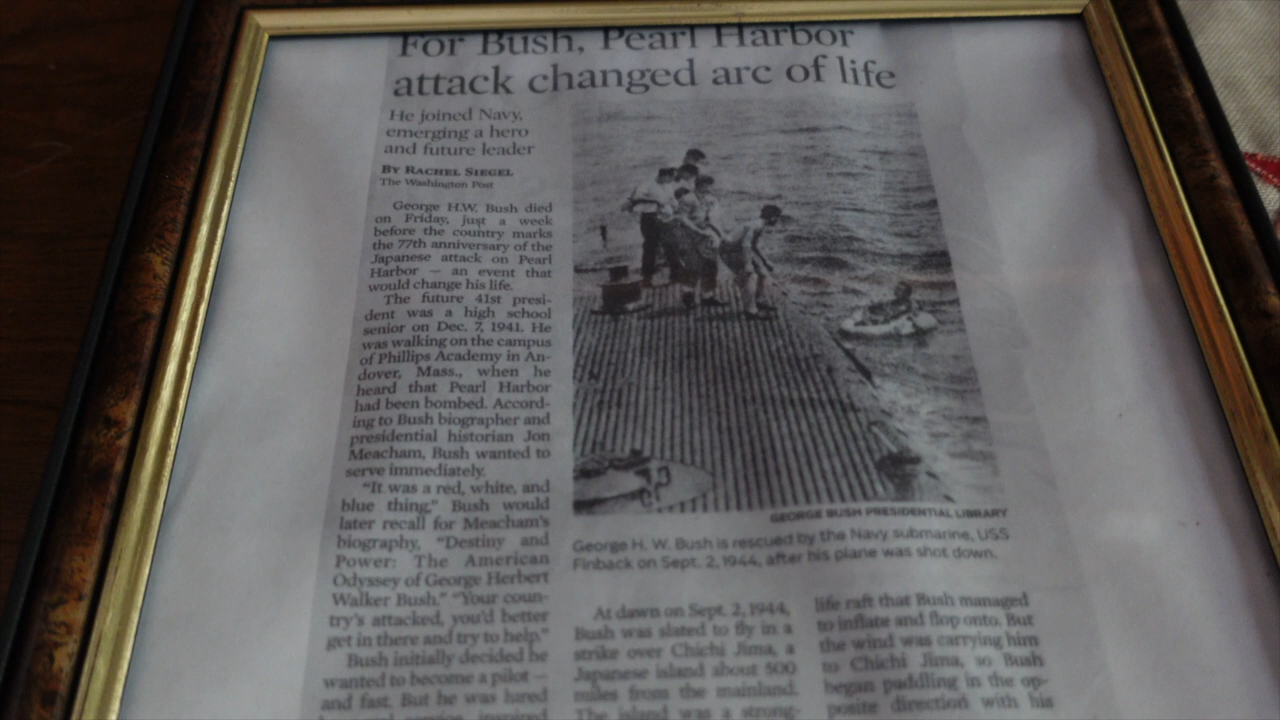 For Bush, Pearl Harbor
attack changed arc of life
He joined Navy,
emerging a hero
and future leader
BY RACHEL SIEGEL
The Washington Post
George H.W. Bush died
on Friday, just a week
before the country marks
the 77th anniversary of the
Japanese attack on Pearl
Harbor — an event that
would change his life.
The future 41st presi-
dent was a high school
senior on Dec. 7, 1941. He
was walking on the campus
of Phillips Academy in An-
dover, Mass., when he
heard that Pearl Harbor
had been bombed. Accord-
ing to Bush biographer and
presidential historian Jon
Meacham, Bush wanted to
serve immediately.
"It was a red, white, and
blue thing," Bush would
later recall for Meacham's
biography, "Destiny and
Power: The American
Odyssey of George Herbert
Walker Bush." "Your coun-
try's attacked, you'd better
get in there and try to help."
Bush initially decided he
wanted to become a pilot —
and fast. But he was lured
GEORGE BUSH PRESIDENTIAL LIBRARY
George H. W. Bush is rescued by the Navy submarine, USS
Finback on Sept. 2, 1944, after his plane was shot down.
At dawn on Sept. 2, 1944,
Bush was slated to fly in a
strike over Chichi Jima, a
Japanese island about 500
miles from the mainland.
The island was a strong-
life raft that Bush managed
to inflate and flop onto. But
the wind was carrying him
to Chichi Jima, so Bush
began paddling in the op-
posite direction with his